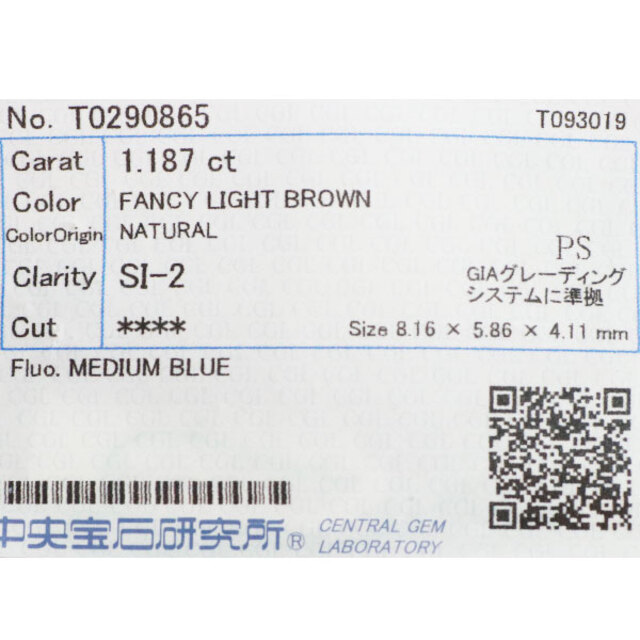 No. T0290865 T093019
Carat 1.187 ct
Color FANCY LIGHT BROWN
ColorOrigin NATURAL
PS
Clarity SI-2 GIAグレーディング
システムに準拠
Cut **** Size 8.16 × 5.86 × 4.11 mm
Fluo. MEDIUM BLUE
中央宝石研究所® CENTRAL GEM
LABORATORY